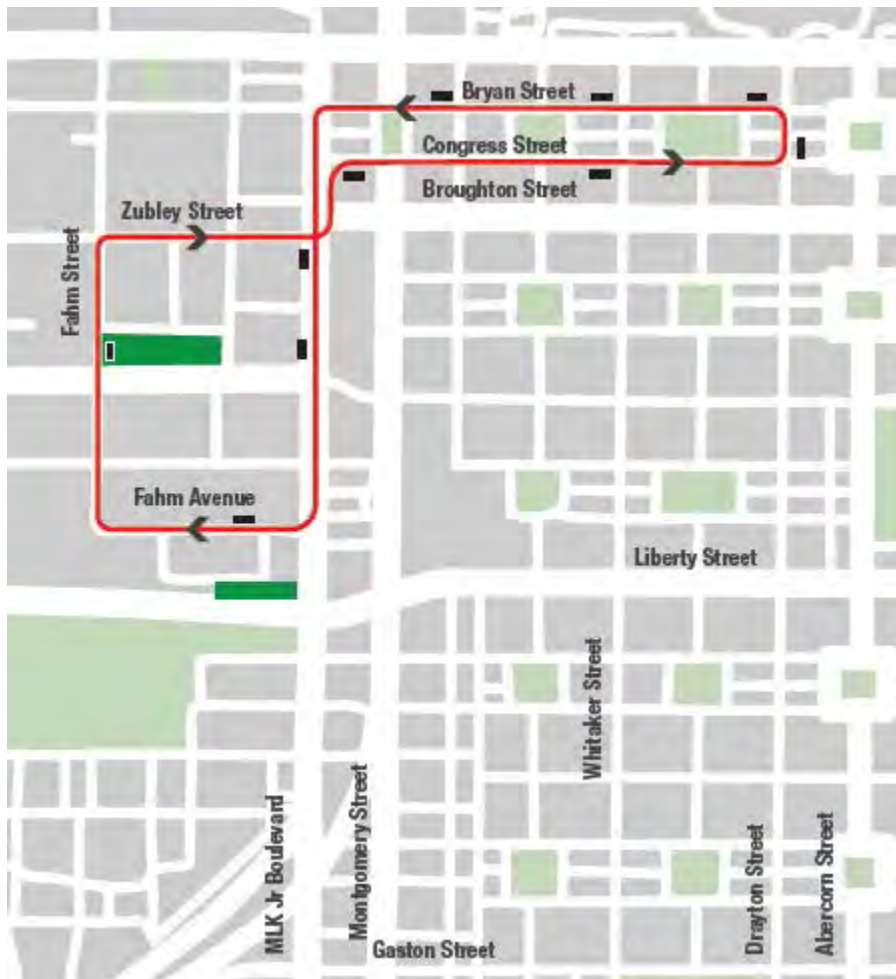 Bryan Street
Congress Street
Broughton Street
Zubley Street
Fahm Street
Fahm Avenue
Liberty Street
Whitaker Street
MLK Jr Boulevard
Montgomery Street
Drayton Street
Abercorn Street
Gaston Street